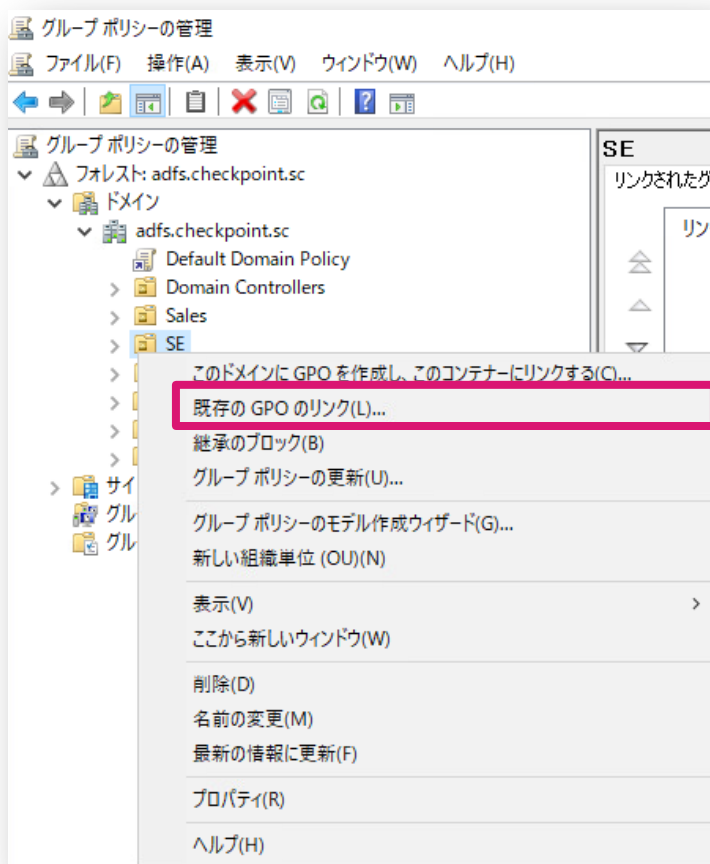 グループ ポリシーの管理
ファイル(F) 操作(A) 表示(V) ウィンドウ(W) ヘルプ(H)
グループ ポリシーの管理
フォレスト: adfs.checkpoint.sc
ドメイン
adfs.checkpoint.sc
Default Domain Policy
Domain Controllers
Sales
SE
サイ
グル
グル
SE
リンクされたグ
リン
このドメインに GPO を作成し、このコンテナーにリンクする(C)...
既存の GPO のリンク(L)...
継承のブロック(B)
グループ ポリシーの更新(U)...
グループ ポリシーのモデル作成ウィザード(G)...
新しい組織単位 (OU)(N)
表示(V)
ここから新しいウィンドウ(W)
削除(D)
名前の変更(M)
最新の情報に更新(F)
プロパティ(R)
ヘルプ(H)